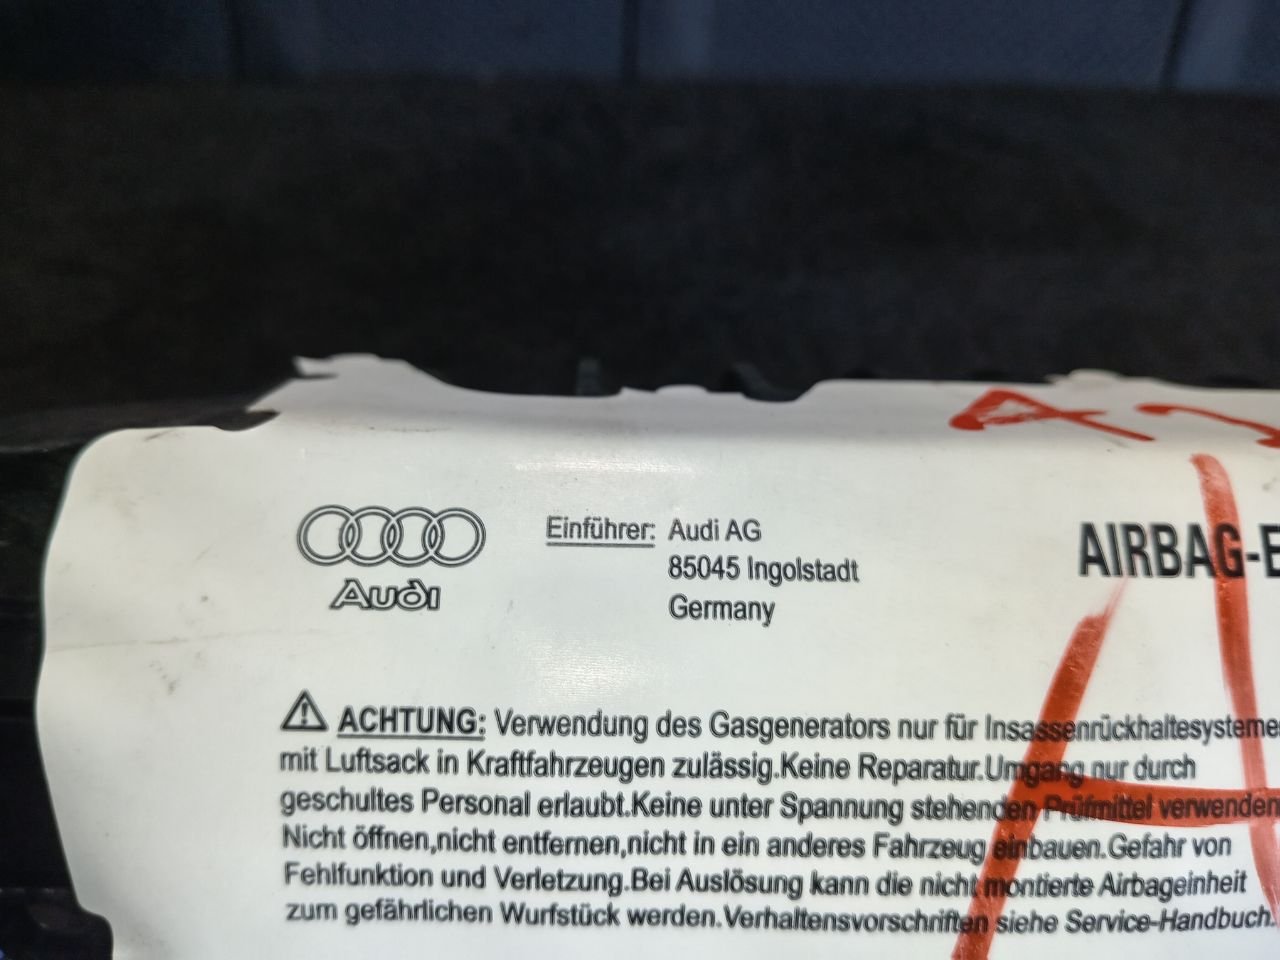 Audi
Einführer: Audi AG
85045 Ingolstadt
Germany
AIRBAG-E
ACHTUNG: Verwendung des Gasgenerators nur für Insassenrückhaltesysteme
mit Luftsack in Kraftfahrzeugen zulässig.Keine Reparatur.Umgang nur durch
geschultes Personal erlaubt.Keine unter Spannung stehenden Prüfmittel verwenden
Nicht öffnen,nicht entfernen,nicht in ein anderes Fahrzeug einbauen.Gefahr von
Fehlfunktion und Verletzung.Bei Auslösung kann die nicht montierte Airbageinheit
zum gefährlichen Wurfstück werden.Verhaltensvorschriften siehe Service-Handbuch.
A